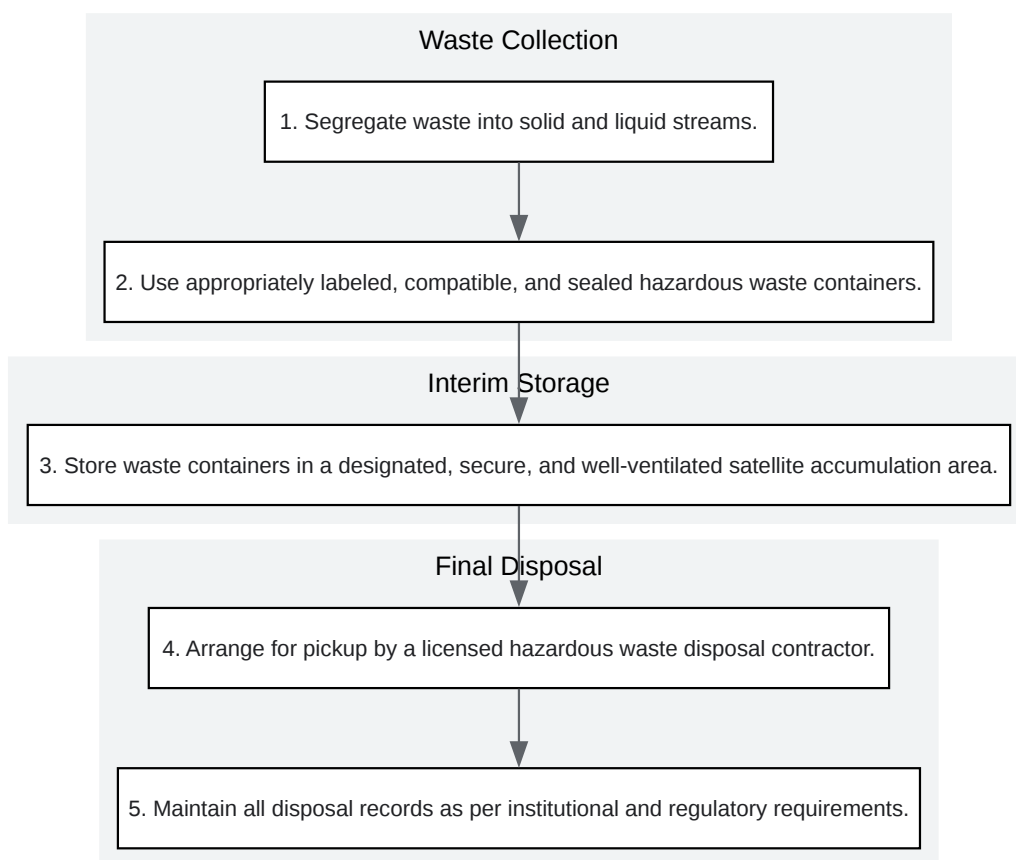 Waste Collection
1. Segregate waste into solid and liquid streams.
2. Use appropriately labeled, compatible, and sealed hazardous waste containers.
Interim Storage
3. Store waste containers in a designated, secure, and well-ventilated satellite accumulation area.
Final Disposal
4. Arrange for pickup by a licensed hazardous waste disposal contractor.
5. Maintain all disposal records as per institutional and regulatory requirements.